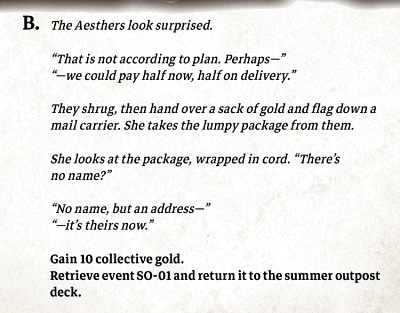 B. The Aesthers look surprised.
“That is not according to plan. Perhaps—”
“—we could pay half now, half on delivery.”
They shrug, then hand over a sack of gold and flag down a
mail carrier. She takes the lumpy package from them.
She looks at the package, wrapped in cord. “There’s
no name?”
“No name, but an address—”
“—it’s theirs now.”
Gain 10 collective gold.
Retrieve event SO-01 and return it to the summer outpost
deck.